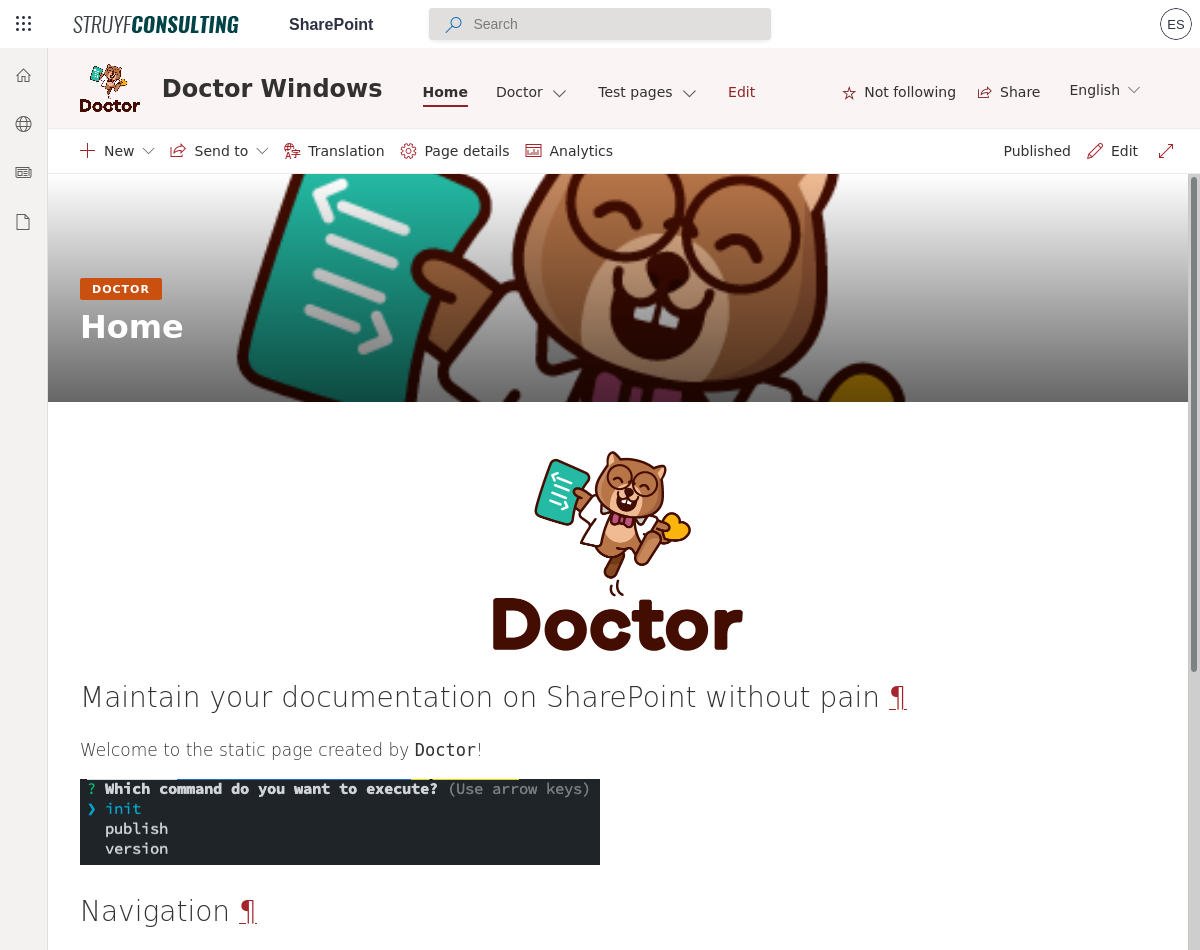 STRUYFCONSULTING SharePoint Search ES
Doctor Doctor Windows Home Doctor Test pages Edit Not following Share English
New Send to Translation Page details Analytics Published Edit
DOCTOR
Home
Doctor
Maintain your documentation on SharePoint without pain ¶
Welcome to the static page created by Doctor!
? Which command do you want to execute? (Use arrow keys)
❯ init
publish
version
Navigation ¶